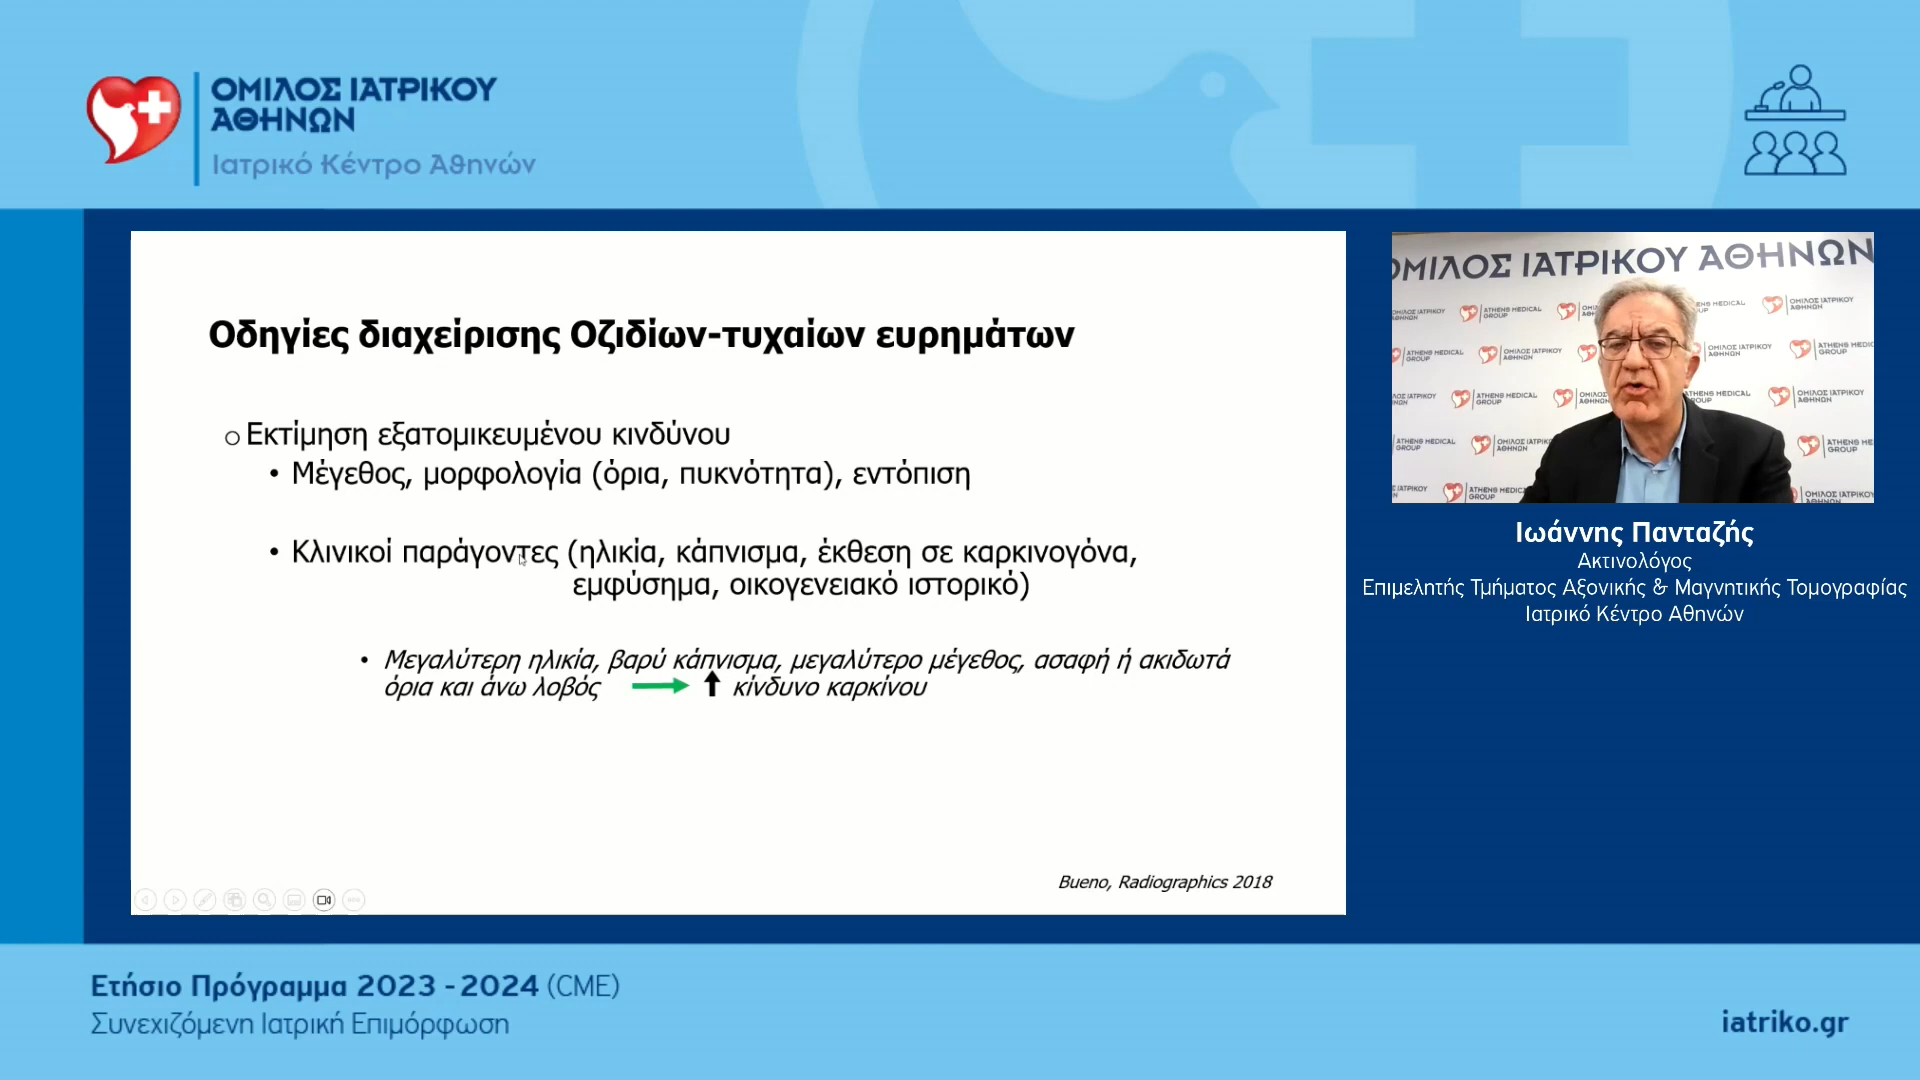 ΟΜΙΛΟΣ ΙΑΤΡΙΚΟΥ
ΑΘΗΝΩΝ
Ιατρικό Κέντρο Αθηνών
Οδηγίες διαχείρισης Οζιδίων-τυχαίων ευρημάτων
Εκτίμηση εξατομικευμένου κινδύνου
• Μέγεθος, μορφολογία (όρια, πυκνότητα), εντόπιση
• Κλινικοί παράγοντες (ηλικία, κάπνισμα, έκθεση σε καρκινογόνα,
εμφύσημα, οικογενειακό ιστορικό)
• Μεγαλύτερη ηλικία, βαρύ κάπνισμα, μεγαλύτερο μέγεθος, ασαφή ή ακιδωτά
όρια και άνω λοβός → ↑ κίνδυνο καρκίνου
Bueno, Radiographics 2018
ΟΜΙΛΟΣ ΙΑΤΡΙΚΟΥ ΑΘΗΝΩΝ
ATHENS MEDICAL GROUP
Ιωάννης Πανταζής
Ακτινολόγος
Επιμελητής Τμήματος Αξονικής & Μαγνητικής Τομογραφίας
Ιατρικό Κέντρο Αθηνών
Ετήσιο Πρόγραμμα 2023 - 2024 (CME)
Συνεχιζόμενη Ιατρική Επιμόρφωση
iatriko.gr